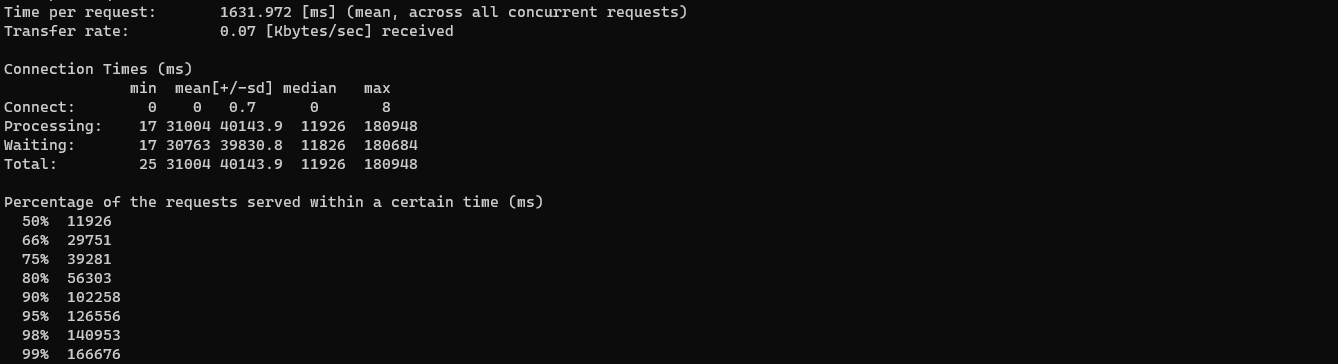 Time per request:       1631.972 [ms] (mean, across all concurrent requests)
Transfer rate:          0.07 [Kbytes/sec] received

Connection Times (ms)
              min  mean[+/-sd] median   max
Connect:        0    0   0.7      0       8
Processing:    17 31004 40143.9  11926  180948
Waiting:       17 30763 39830.8  11826  180684
Total:         25 31004 40143.9  11926  180948

Percentage of the requests served within a certain time (ms)
  50%  11926
  66%  29751
  75%  39281
  80%  56303
  90%  102258
  95%  126556
  98%  140953
  99%  166676